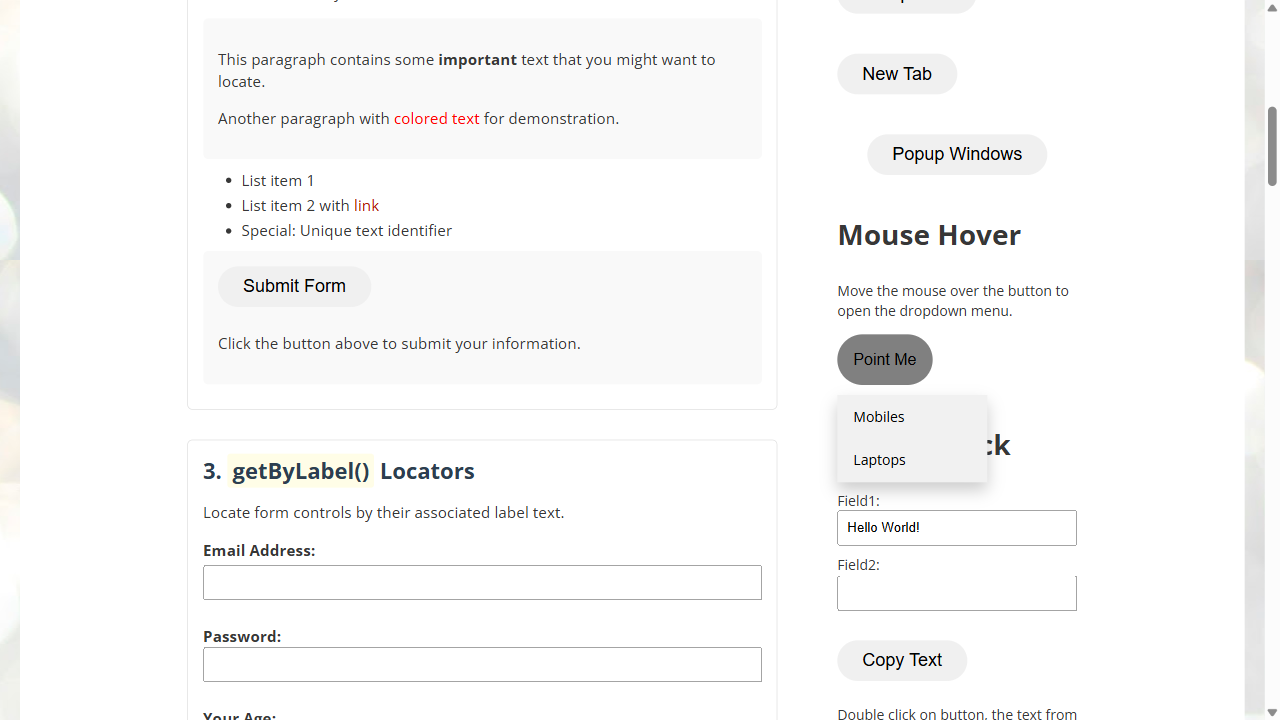 This paragraph contains some important text that you might want to
locate.
Another paragraph with colored text for demonstration.
List item 1
List item 2 with link
Special: Unique text identifier
Submit Form
Click the button above to submit your information.
3. getByLabel() Locators
Locate form controls by their associated label text.
Email Address:
Password:
Your Age:
New Tab
Popup Windows
Mouse Hover
Move the mouse over the button to
open the dropdown menu.
Point Me
Mobiles
Laptops
ck
Field1:
Hello World!
Field2:
Copy Text
Double click on button, the text from